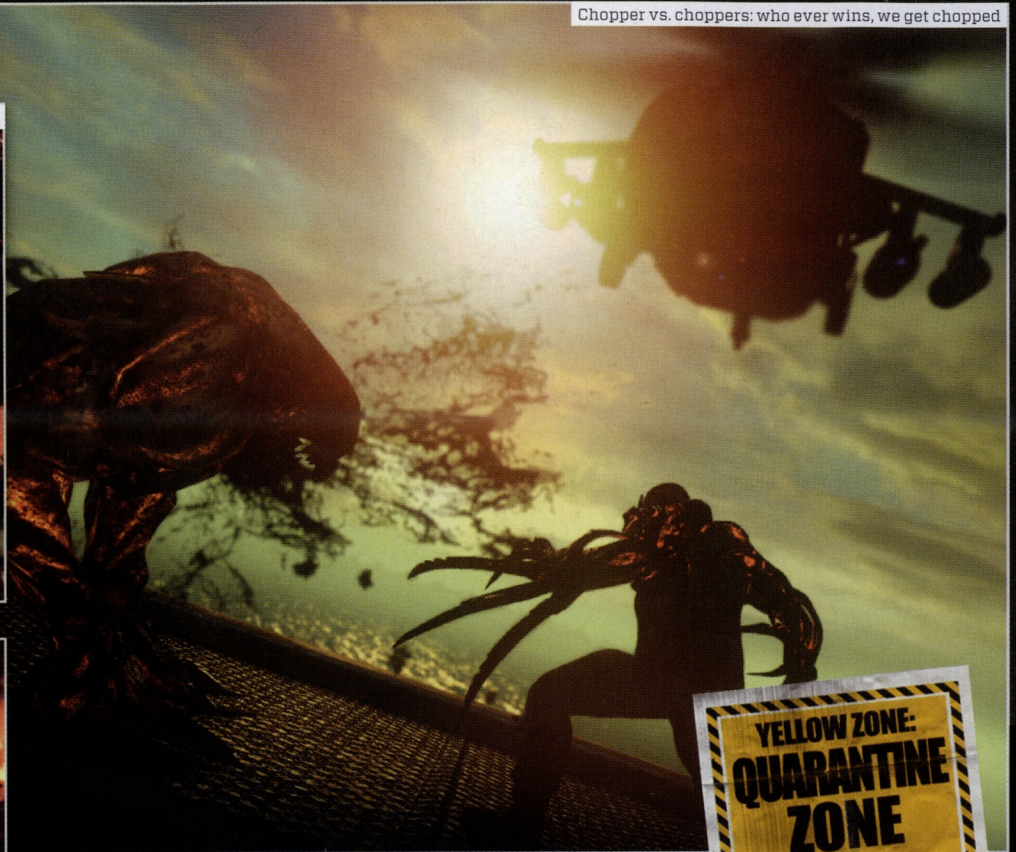 Chopper vs. choppers: who ever wins, we get chopped
YELLOW ZONE:
QUARANTINE
ZONE